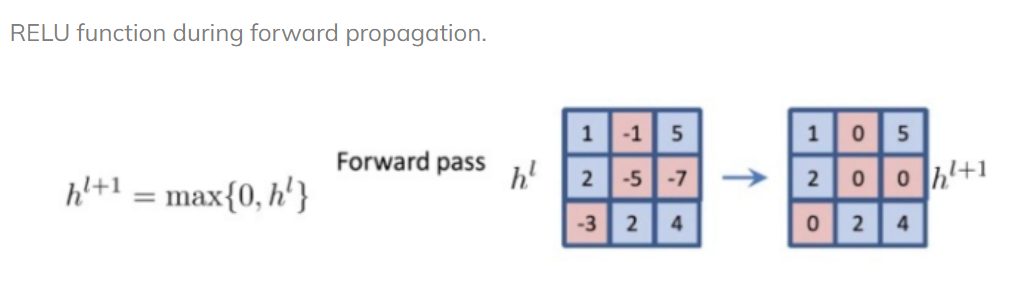 RELU function during forward propagation.
h^{l+1} = max{0, h^l}
Forward pass
h^l
1 -1 5
2 -5 -7
-3 2 4
1 0 5
2 0 0
0 2 4
h^{l+1}